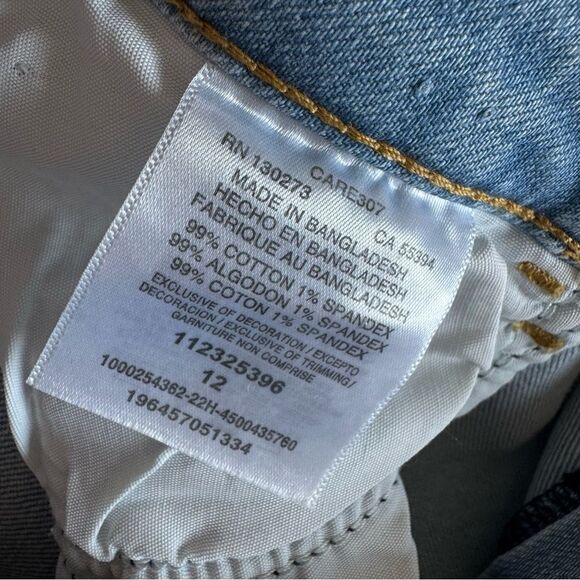 CARE307
RN 130273 CA 55394
MADE IN BANGLADESH
HECHO EN BANGLADESH
FABRIQUE AU BANGLADESH
99% COTTON 1% SPANDEX
99% ALGODON 1% SPANDEX
99% COTON 1% SPANDEX
EXCLUSIVE OF DECORATION / EXCEPTO
DECORACION / EXCLUSIVE OF TRIMMING /
GARNITURE NON COMPRISE
112325396
12
1000254362-22H-4500435760
196457051334